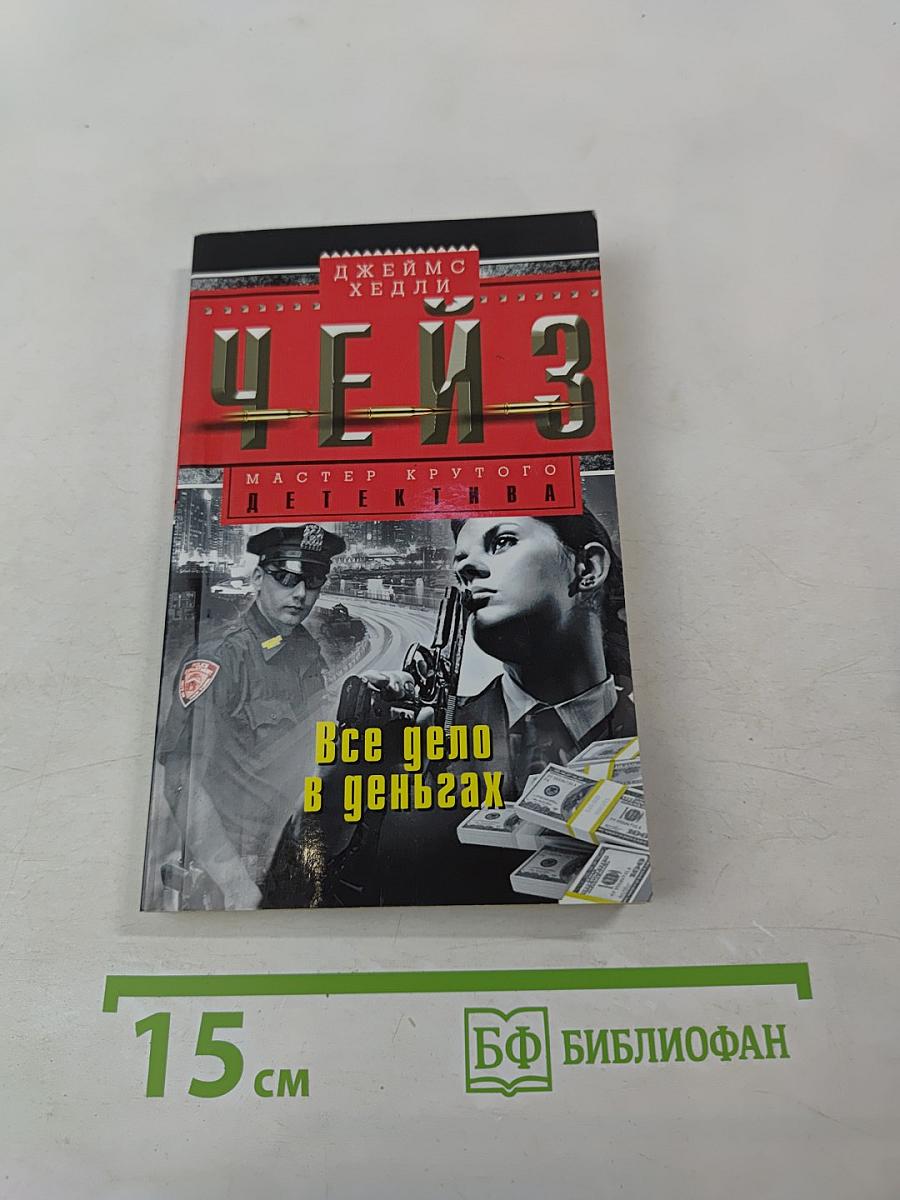 ДЖЕЙМС
ХЕДЛИ
ЧЕЙЗ
МАСТЕР КРУТОГО
ДЕТЕКТИВА
Все дело
в деньгах
15 см
БФ БИБЛИОФАН